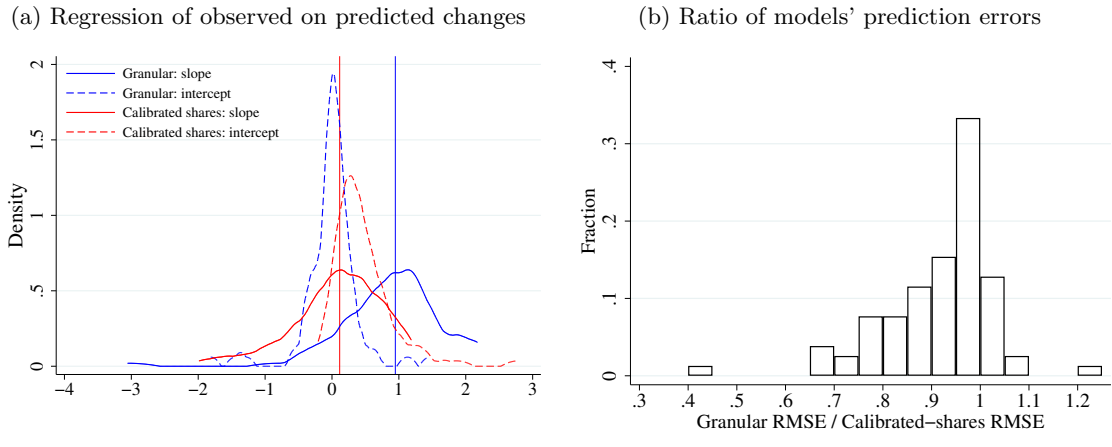 (a) Regression of observed on predicted changes
2
1.5
1
.5
0
Density
Granular: slope
Granular: intercept
Calibrated shares: slope
Calibrated shares: intercept
−4 −3 −2 −1 0 1 2 3
(b) Ratio of models' prediction errors
.4
.3
.2
.1
0
Fraction
.3 .4 .5 .6 .7 .8 .9 1 1.1 1.2
Granular RMSE / Calibrated−shares RMSE